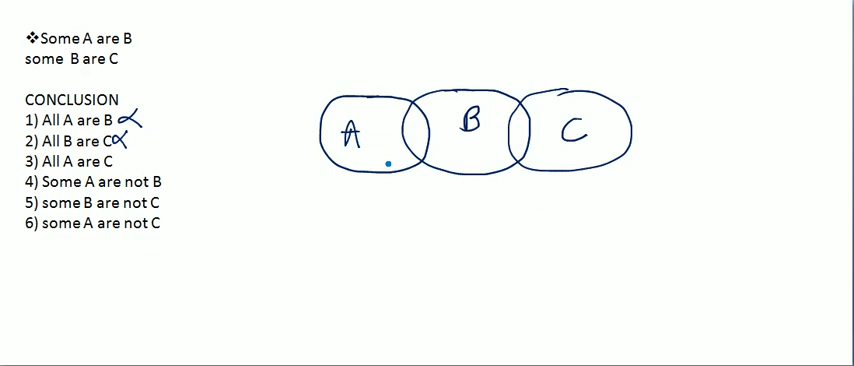 ❖Some A are B
some B are C
CONCLUSION
1) All A are B
2) All B are C
3) All A are C
4) Some A are not B
5) some B are not C
6) some A are not C
A
B
C